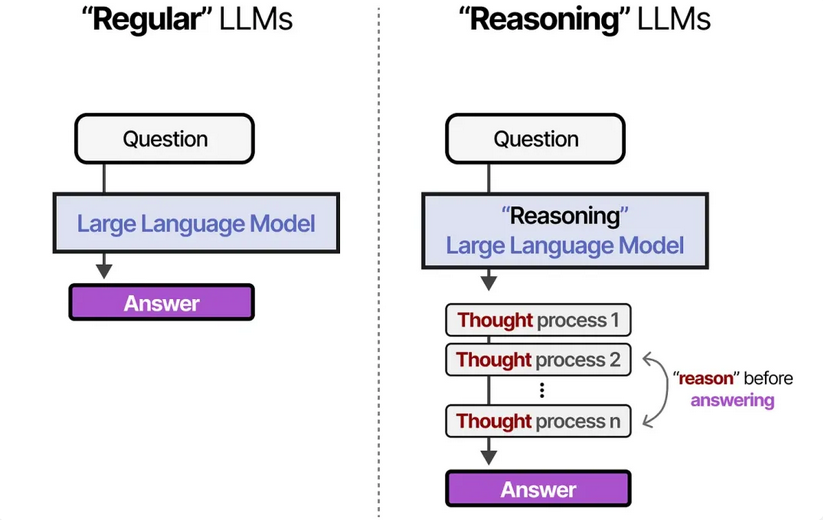 “Regular” LLMs
Question
Large Language Model
Answer
“Reasoning” LLMs
Question
“Reasoning”
Large Language Model
Thought process 1
Thought process 2
Thought process n
“reason” before
answering
Answer